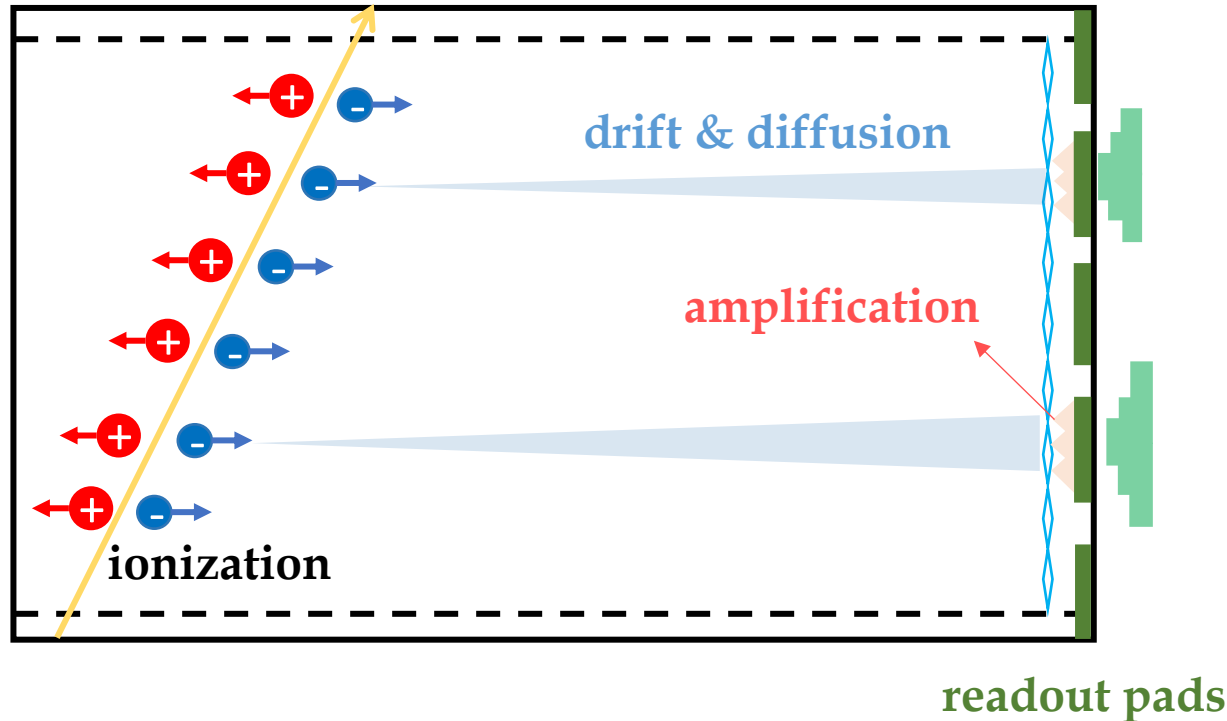 + -
drift & diffusion
+ -
+ -
amplification
+ -
+ -
+ -
ionization
readout pads